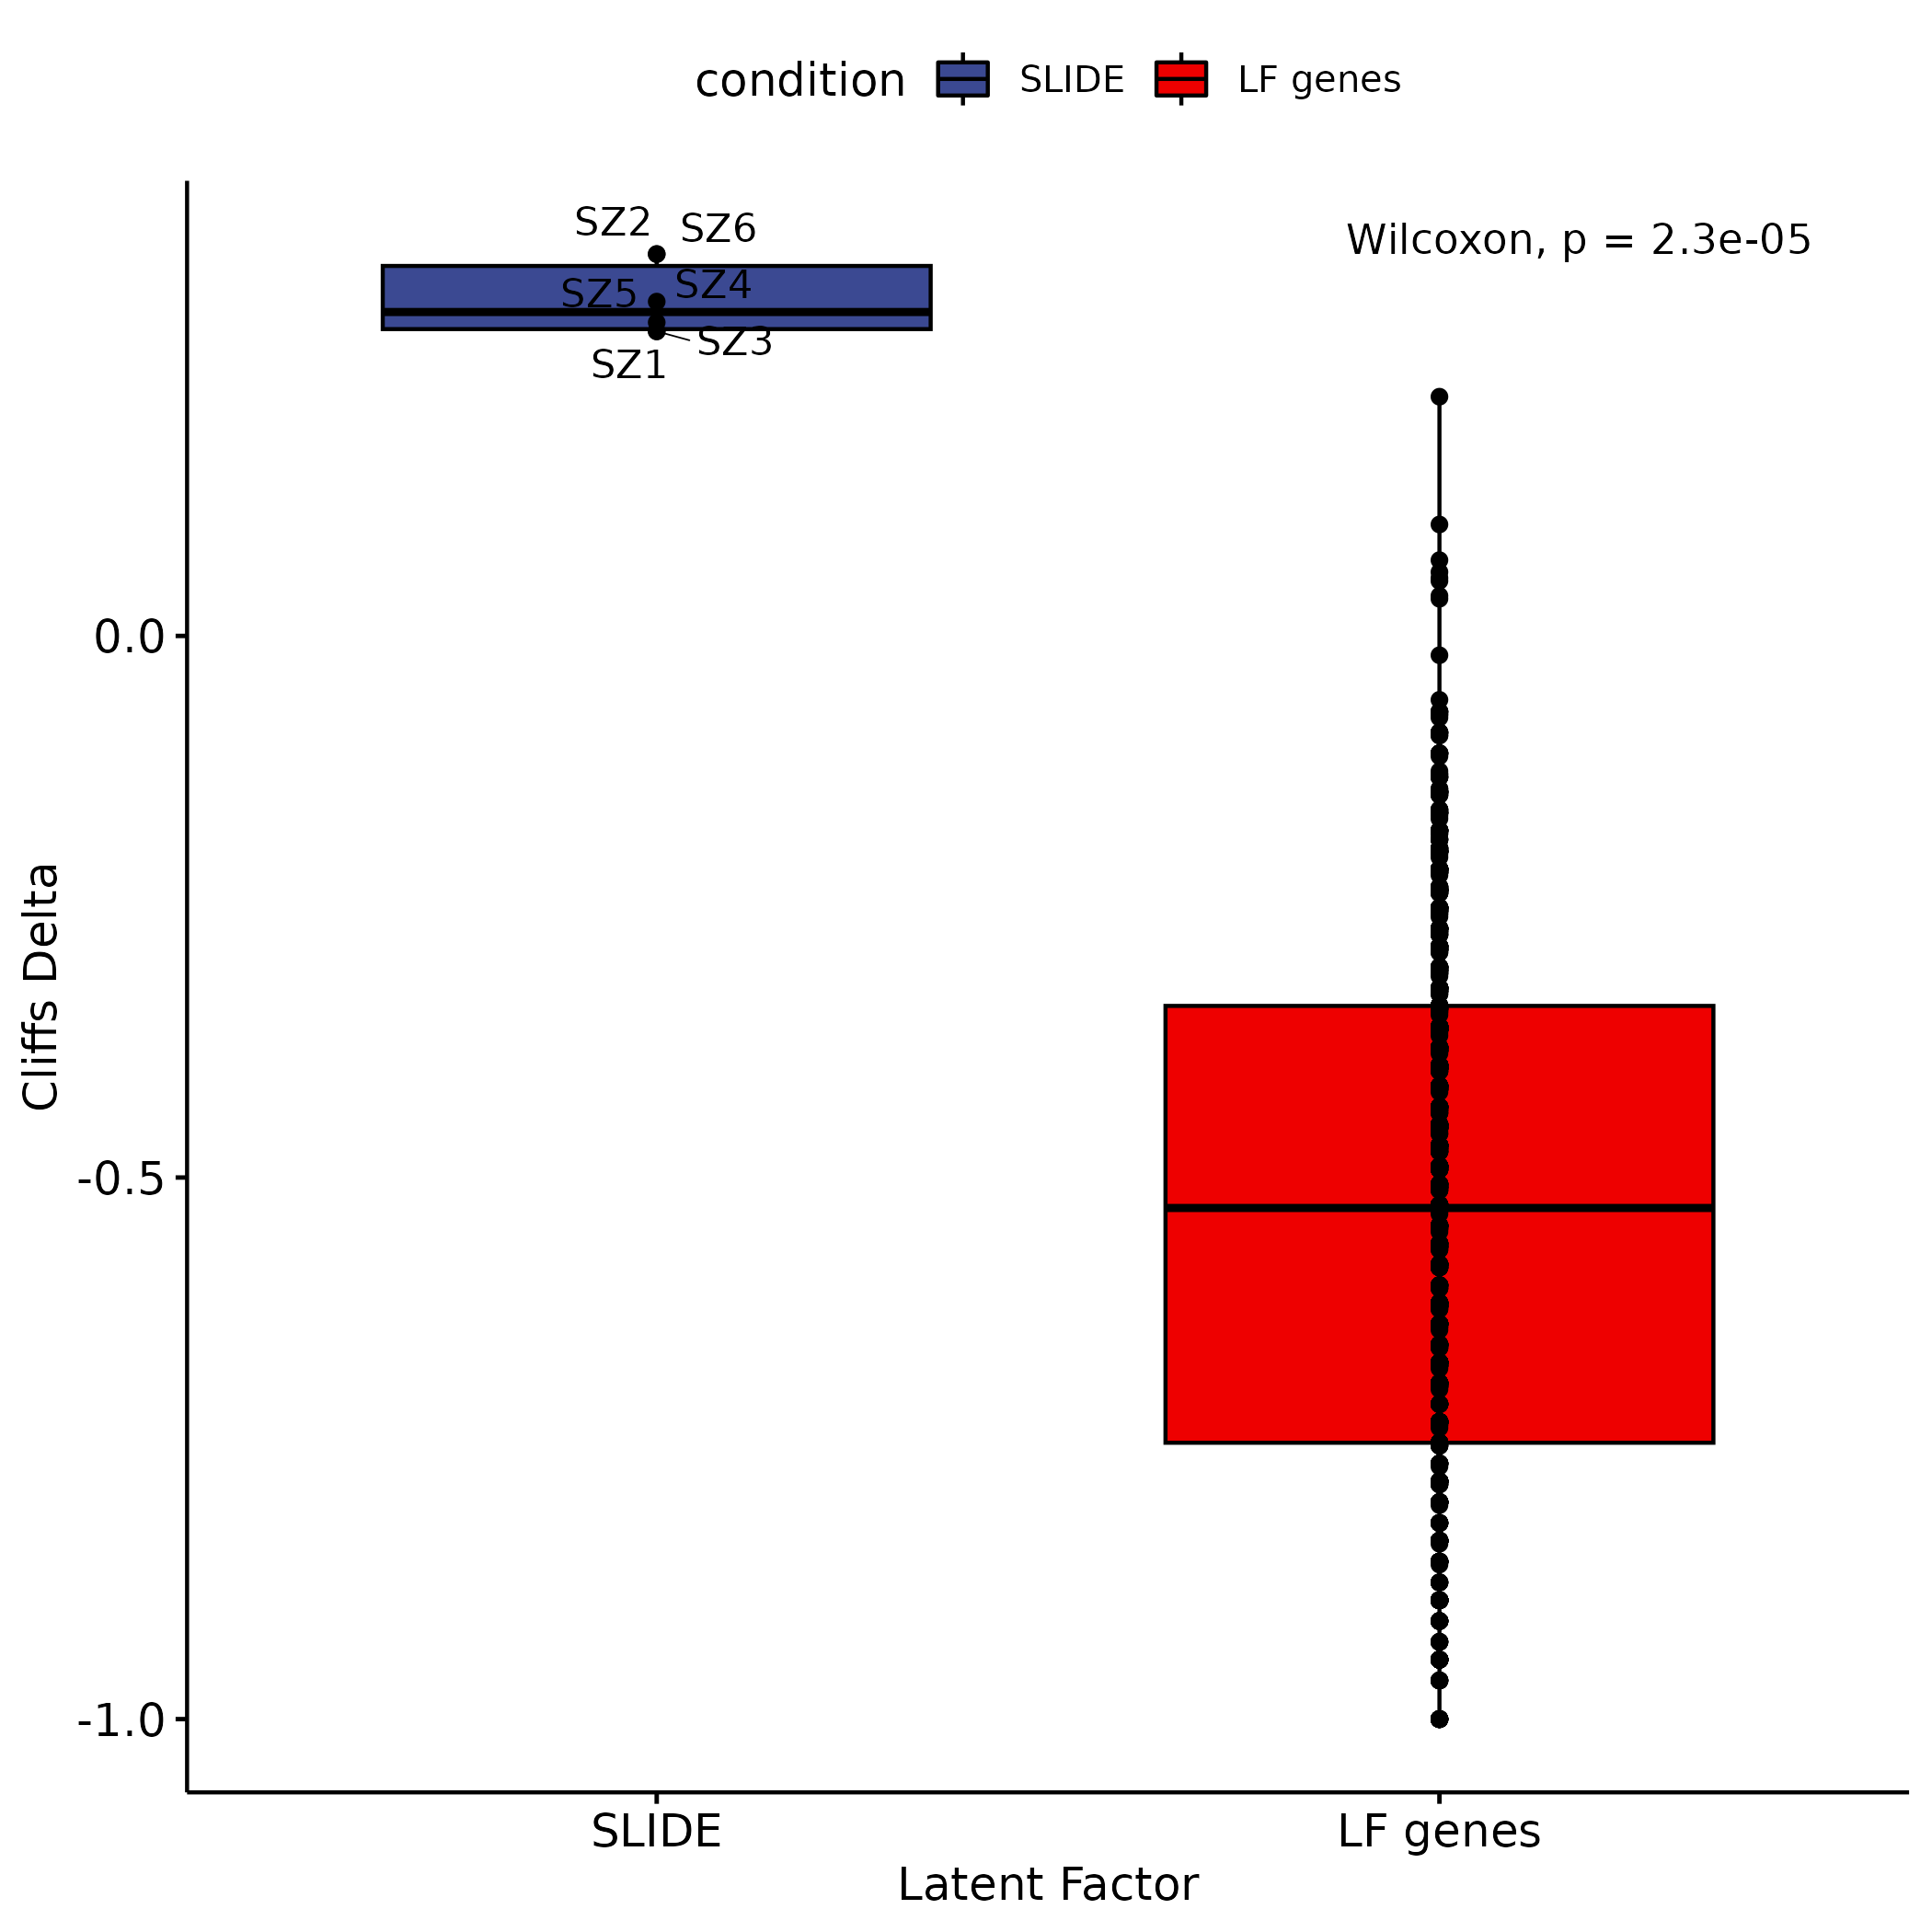 condition SLIDE LF genes
SZ2 SZ6
Wilcoxon, p = 2.3e-05
SZ5 SZ4
SZ3
SZ1
0.0
-0.5
-1.0
Cliffs Delta
SLIDE LF genes
Latent Factor